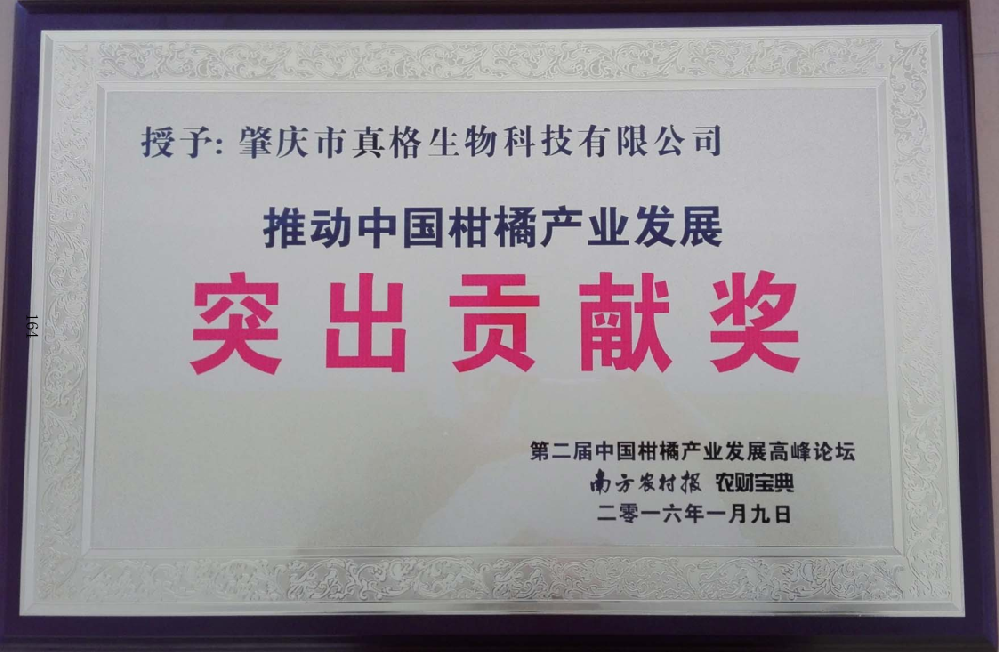 授予: 肇庆市真格生物科技有限公司
推动中国柑橘产业发展
突出贡献奖
164
第二届中国柑橘产业发展高峰论坛
南方农村报 农财宝典
二零一六年一月九日